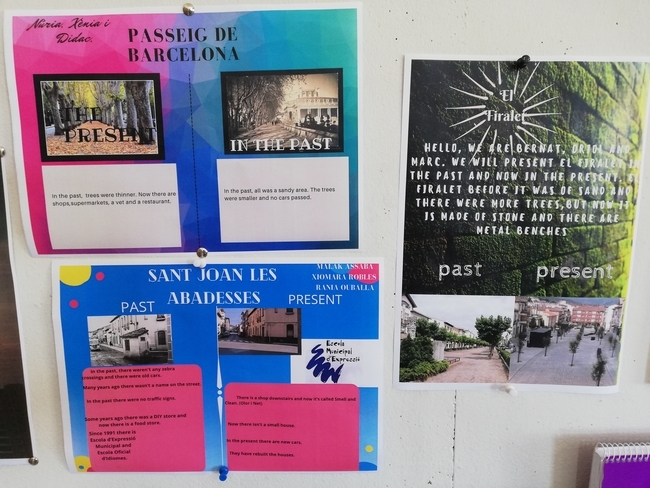 Núria, Xènia i
Dídac.
PASSEIG DE
BARCELONA
THE
PRESENT
IN THE PAST
In the past, trees were thinner. Now there are
shops,supermarkets, a vet and a restaurant.
In the past, all was a sandy area. The trees
were smaller and no cars passed.
SANT JOAN LES
ABADESSES
MALAK ASSARA
XIOMARA ROBLES
RANIA OUBALLA
PAST
PRESENT
Escola
Municipal
d'Expressió
In the past, there weren't any zebra
crossings and there were old cars.
Many years ago there wasn't a name on the street.
In the past there were no traffic signs.
Some years ago there was a DIY store and
now there is a food store.
Since 1991 there is
Escola d'Expressió
Municipal and
Escola Oficial
d'Idiomes.
There is a shop downstairs and now it's called Small and
Clean. (Olor i Net)
Now there isn't a small house.
In the present there are new cars.
They have rebuilt the houses.
El
Firalet
HELLO, WE ARE BERNAT, ORIOL AND
MARC. WE WILL PRESENT EL FIRALET IN
THE PAST AND NOW IN THE PRESENT. EL
FIRALET BEFORE IT WAS OF SAND AND
THERE WERE MORE TREES,BUT NOW IT
IS MADE OF STONE AND THERE ARE
METAL BENCHES
past
present